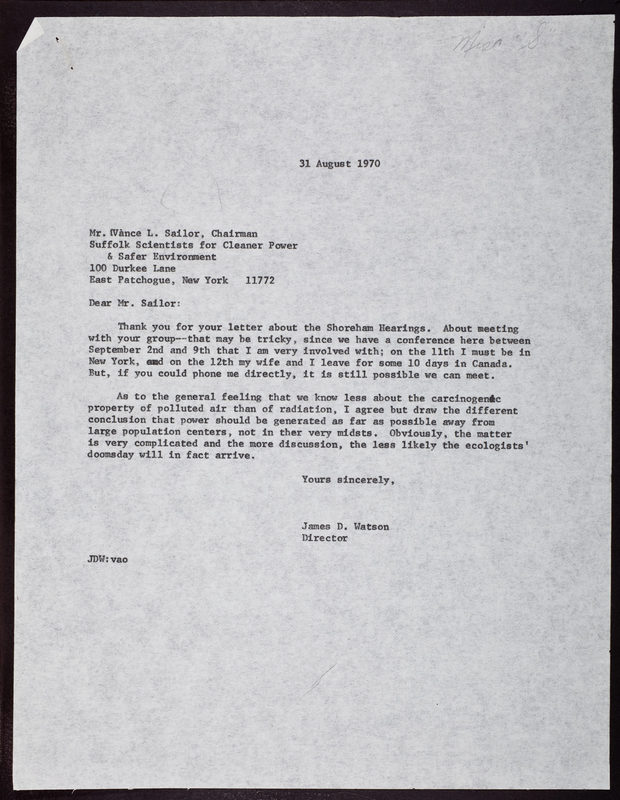 Misc S
31 August 1970
Mr. Vance L. Sailor, Chairman
Suffolk Scientists for Cleaner Power
& Safer Environment
100 Durkee Lane
East Patchogue, New York 11772
Dear Mr. Sailor:
Thank you for your letter about the Shoreham Hearings. About meeting
with your group--that may be tricky, since we have a conference here between
September 2nd and 9th that I am very involved with; on the 11th I must be in
New York, and on the 12th my wife and I leave for some 10 days in Canada.
But, if you could phone me directly, it is still possible we can meet.
As to the general feeling that we know less about the carcinogenic
property of polluted air than of radiation, I agree but draw the different
conclusion that power should be generated as far as possible away from
large population centers, not in ther very midsts. Obviously, the matter
is very complicated and the more discussion, the less likely the ecologists'
doomsday will in fact arrive.
Yours sincerely,
James D. Watson
Director
JDW:vao